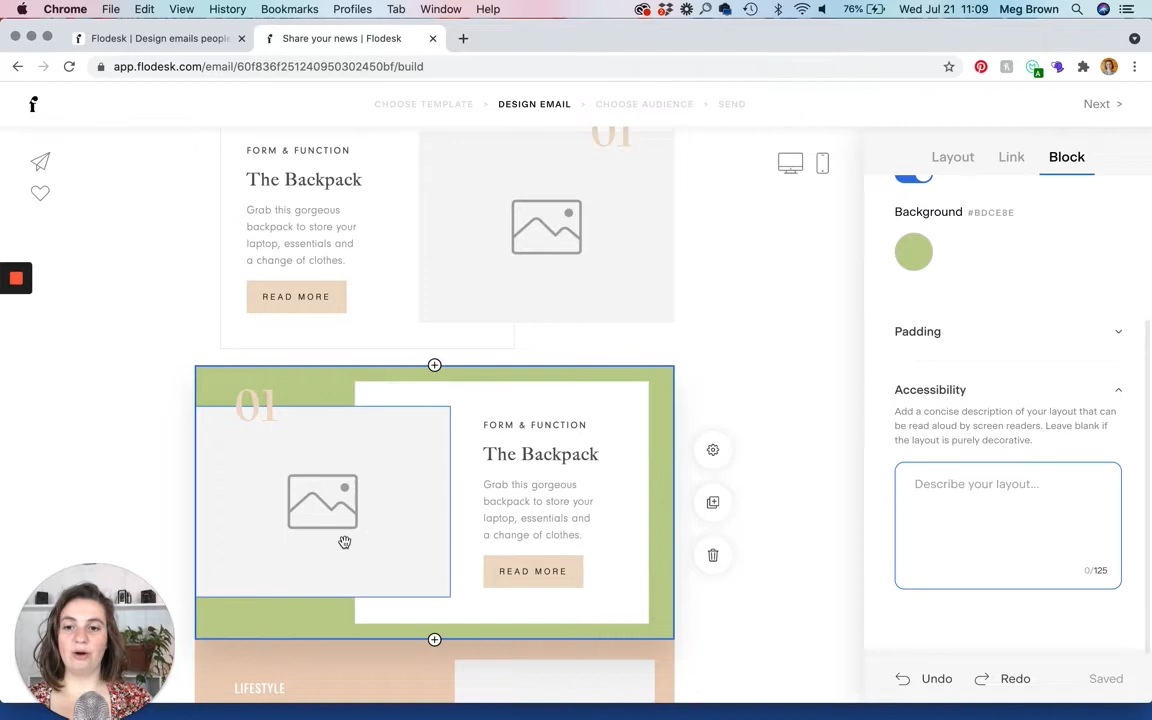 Chrome File Edit View History Bookmarks Profiles Tab Window Help 76% Wed Jul 21 11:09 Meg Brown
Flodesk | Design emails people
Share your news | Flodesk
app.flodesk.com/email/60f836f251240950302450bf/build
CHOOSE TEMPLATE > DESIGN EMAIL > CHOOSE AUDIENCE > SEND
Next >
Layout Link Block
01
FORM & FUNCTION
The Backpack
Grab this gorgeous
backpack to store your
laptop, essentials and
a change of clothes.
READ MORE
01
FORM & FUNCTION
The Backpack
Grab this gorgeous
backpack to store your
laptop, essentials and
a change of clothes.
READ MORE
LIFESTYLE
Background #BDCE8E
Padding
Accessibility
Add a concise description of your layout that can
be read aloud by screen readers. Leave blank if
the layout is purely decorative.
Describe your layout...
0/125
Undo Redo Saved